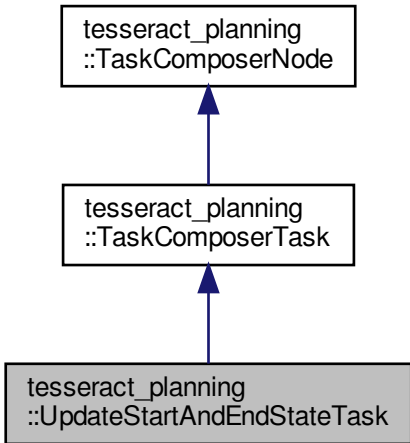 tesseract_planning
::TaskComposerNode
tesseract_planning
::TaskComposerTask
tesseract_planning
::UpdateStartAndEndStateTask